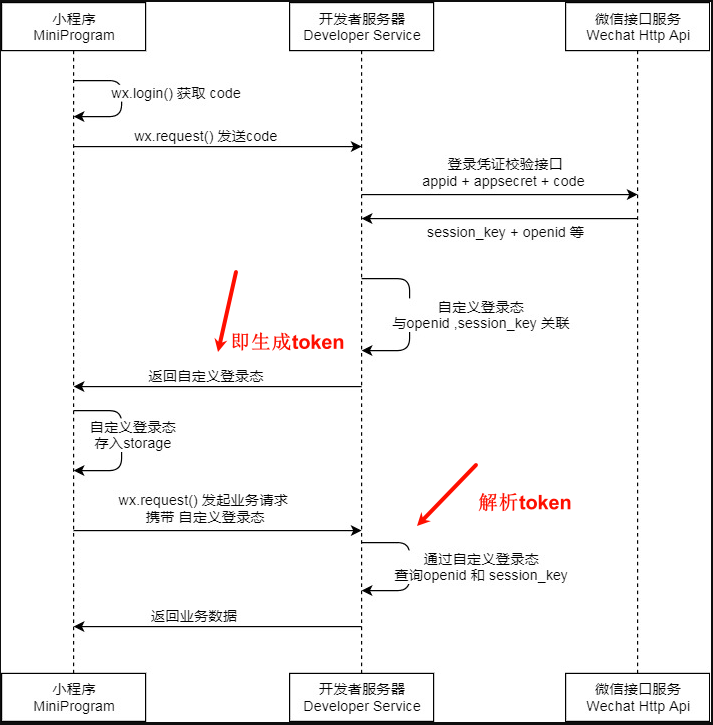 小程序
MiniProgram
开发者服务器
Developer Service
微信接口服务
Wechat Http Api
wx.login() 获取 code
wx.request() 发送code
登录凭证校验接口
appid + appsecret + code
session_key + openid 等
自定义登录态
与openid ,session_key 关联
即生成token
返回自定义登录态
自定义登录态
存入storage
wx.request() 发起业务请求
携带 自定义登录态
解析token
通过自定义登录态
查询openid 和 session_key
返回业务数据
小程序
MiniProgram
开发者服务器
Developer Service
微信接口服务
Wechat Http Api